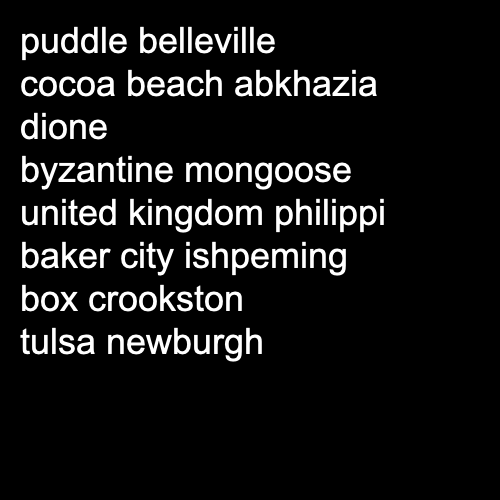 puddle belleville
cocoa beach abkhazia
dione
byzantine mongoose
united kingdom philippi
baker city ishpeming
box crookston
tulsa newburgh